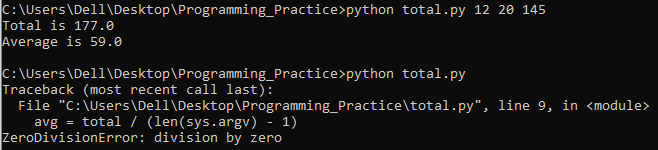 C:\Users\Dell\Desktop\Programming_Practice>python total.py 12 20 145
Total is 177.0
Average is 59.0
C:\Users\Dell\Desktop\Programming_Practice>python total.py
Traceback (most recent call last):
  File "C:\Users\Dell\Desktop\Programming_Practice\total.py", line 9, in <module>
    avg = total / (len(sys.argv) - 1)
ZeroDivisionError: division by zero